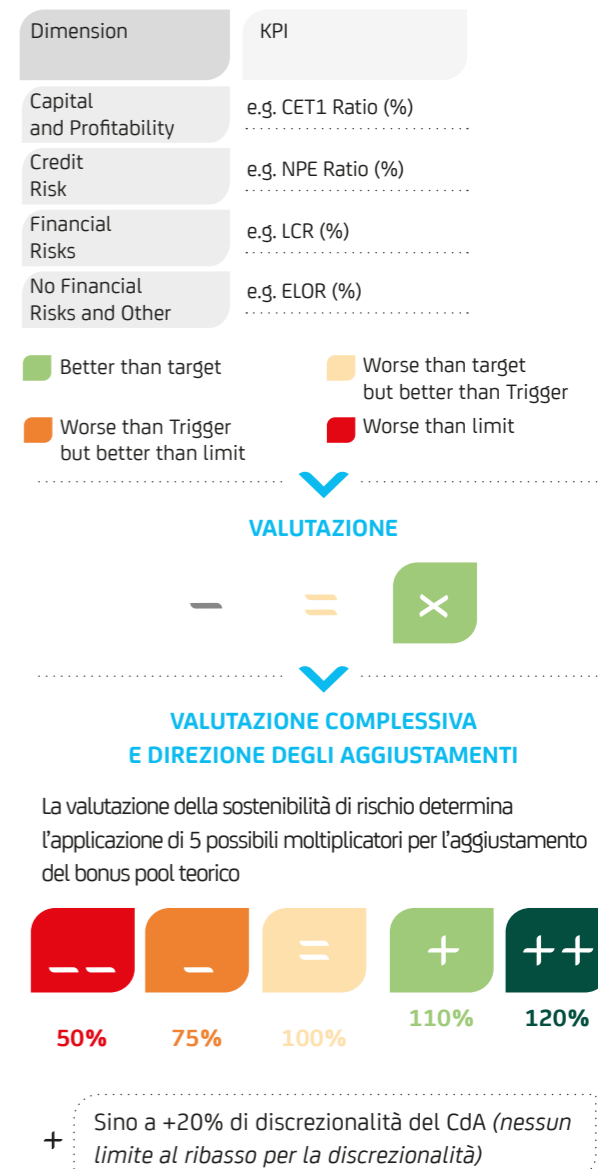 Dimension KPI
Capital
and Profitability
e.g. CET1 Ratio (%)
Credit
Risk
e.g. NPE Ratio (%)
Financial
Risks
e.g. LCR (%)
No Financial
Risks and Other
e.g. ELOR (%)
Better than target
Worse than target
but better than Trigger
Worse than Trigger
but better than limit
Worse than limit
VALUTAZIONE
– = ×
VALUTAZIONE COMPLESSIVA
E DIREZIONE DEGLI AGGIUSTAMENTI
La valutazione della sostenibilità di rischio determina
l'applicazione di 5 possibili moltiplicatori per l'aggiustamento
del bonus pool teorico
– – – = + ++
50% 75% 100% 110% 120%
+ Sino a +20% di discrezionalità del CdA (nessun
limite al ribasso per la discrezionalità)